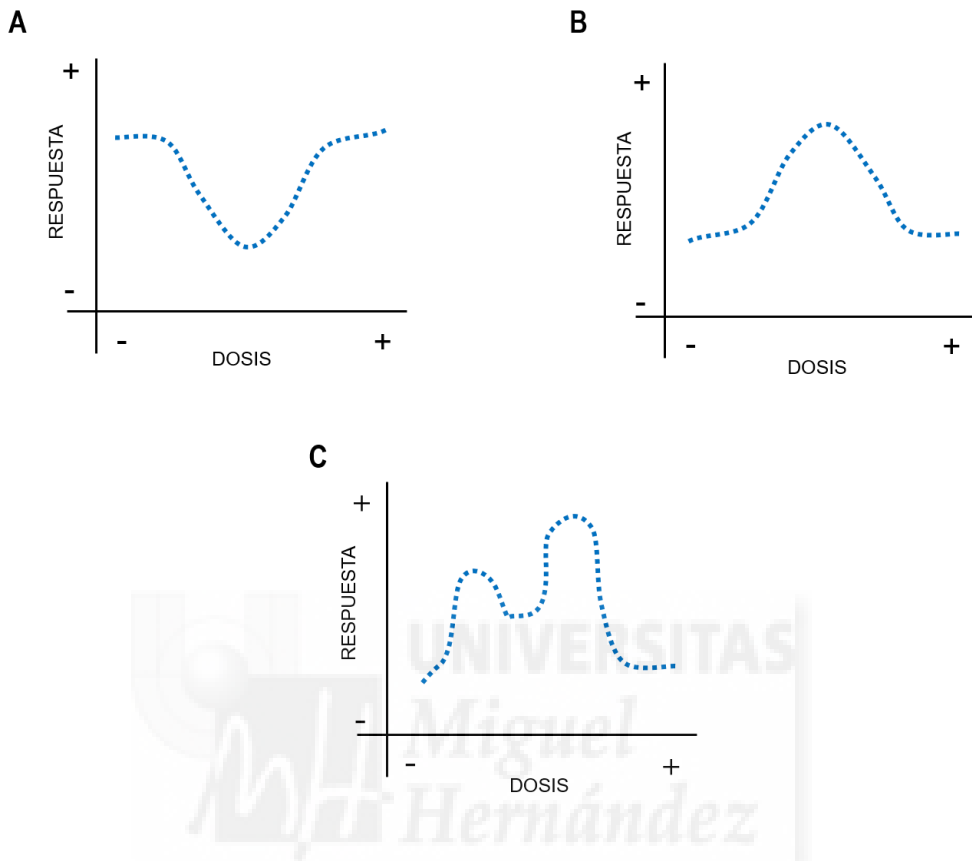 A
+
RESPUESTA
-
-
DOSIS
+
B
+
RESPUESTA
-
-
DOSIS
+
C
+
RESPUESTA
-
-
DOSIS
+
UNIVERSITAS
Miguel
Hernández